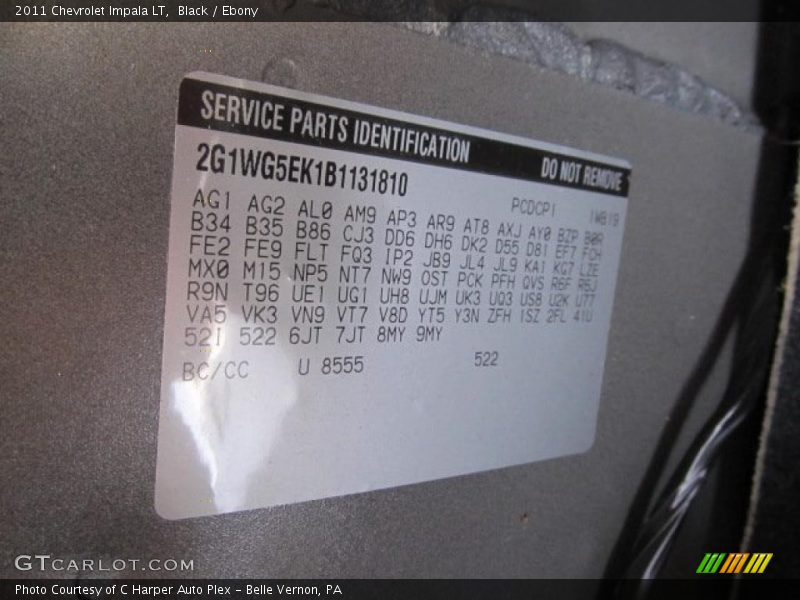 2011 Chevrolet Impala LT, Black / Ebony
SERVICE PARTS IDENTIFICATION DO NOT REMOVE
2G1WG5EK1B1131810
PCDCPI 1WB19
AG1 AG2 AL0 AM9 AP3 AR9 AT8 AXJ AY0 BZP B0A
B34 B35 B86 CJ3 DD6 DH6 DK2 D55 D81 EF7 FCH
FE2 FE9 FLT FQ3 IP2 JB9 JL4 JL9 KA1 KG7 LZE
MX0 M15 NP5 NT7 NW9 OST PCK PFH QVS R6F R6J
R9N T96 UE1 UG1 UH8 UJM UK3 UQ3 US8 U2K U77
VA5 VK3 VN9 VT7 V8D YT5 Y3N ZFH 1SZ 2FL 41U
52I 522 6JT 7JT 8MY 9MY
BC/CC U 8555 522
GTCARLOT.COM
Photo Courtesy of C Harper Auto Plex - Belle Vernon, PA